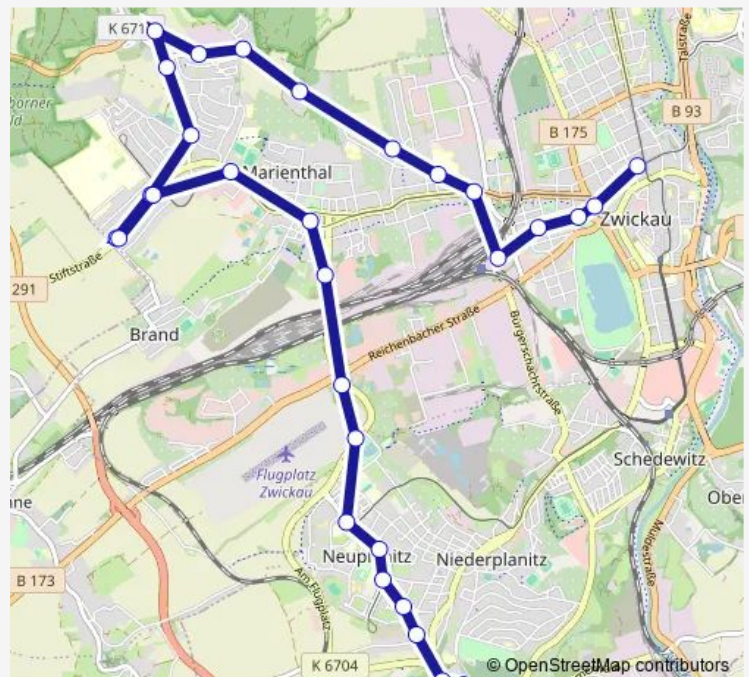 K 671
Talstraße
B 93
B 175
Marienthal
Zwickau
Stiftstraße
291
Brand
Reichenbacher Straße
Bürgerschachtstraße
Flugplatz
Zwickau
Schedewitz
Ober
Muldestraße
Niederplanitz
B 173
Am Flugplatz
K 6704
© OpenStreetMap contributors